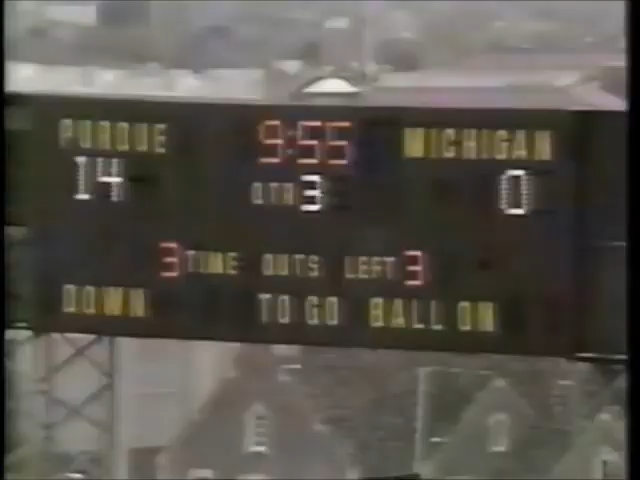 PURDUE 9:55 MICHIGAN
14 QTR 3 0
3 TIME OUTS LEFT 3
DOWN TO GO BALL ON